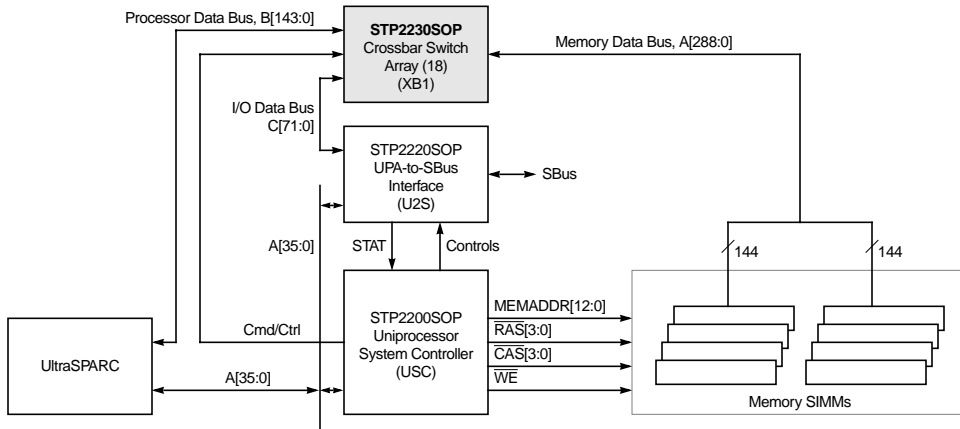 Processor Data Bus, B[143:0]
STP2230SOP
Crossbar Switch
Array (18)
(XB1)
Memory Data Bus, A[288:0]
I/O Data Bus
C[71:0]
STP2220SOP
UPA-to-SBus
Interface
(U2S)
SBus
A[35:0]
STAT
Controls
144
144
STP2200SOP
Uniprocessor
System Controller
(USC)
MEMADDR[12:0]
RAS[3:0]
CAS[3:0]
WE
Cmd/Ctrl
UltraSPARC
A[35:0]
Memory SIMMs